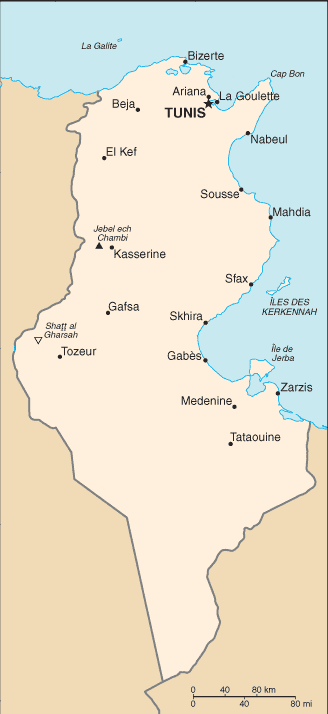 La Galite
Bizerte
Cap Bon
Ariana
La Goulette
Beja
TUNIS
Nabeul
El Kef
Sousse
Mahdia
Jebel ech
Chambi
Kasserine
Sfax
ÎLES DES
KERKENNAH
Gafsa
Skhira
Shaţţ al
Gharsah
Tozeur
Gabès
Île de
Jerba
Zarzis
Medenine
Tataouine
0 40 80 km
0 40 80 mi